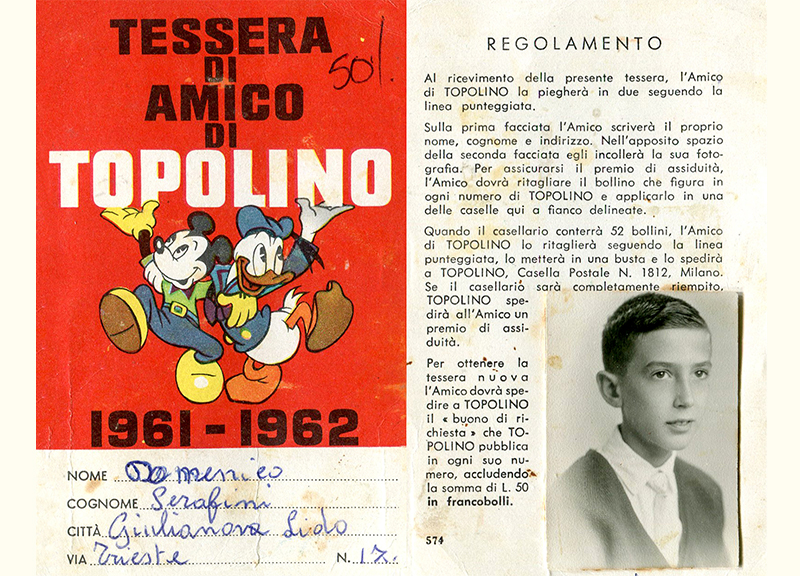 TESSERA
DI
50%
AMICO
DI
TOPOLINO
1961-1962
NOME Domenico
COGNOME Serafini
CITTÀ Giulianova Lido
VIA Trieste N. 17.
REGOLAMENTO
Al ricevimento della presente tessera, l'Amico
di TOPOLINO la piegherà in due seguendo la
linea punteggiata.
Sulla prima facciata l'Amico scriverà il proprio
nome, cognome e indirizzo. Nell'apposito spazio
della seconda facciata egli incollerà la sua foto-
grafia. Per assicurarsi il premio di assiduità,
l'Amico dovrà ritagliare il bollino che figura in
ogni numero di TOPOLINO e applicarlo in una
delle caselle qui a fianco delineate.
Quando il casellario conterrà 52 bollini, l'Amico
di TOPOLINO lo ritaglierà seguendo la linea
punteggiata, lo metterà in una busta e lo spedirà
a TOPOLINO, Casella Postale N. 1812, Milano.
Se il casellario sarà completamente riempito,
TOPOLINO spe-
dirà all'Amico un
premio di assi-
duità.
Per ottenere la
tessera nuova
l'Amico dovrà spe-
dire a TOPOLINO
il « buono di ri-
chiesta » che TO-
POLINO pubblica
in ogni suo nu-
mero, accludendo
la somma di L. 50
in francobolli.
574